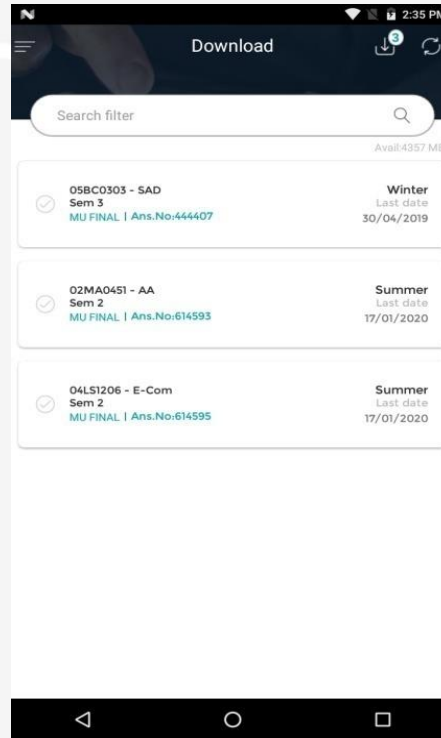 2:35 PM
Download
3
Search filter
Avail:4357 MB
05BC0303 - SAD
Winter
Sem 3
Last date
MU FINAL | Ans.No:444407
30/04/2019
02MA0451 - AA
Summer
Sem 2
Last date
MU FINAL | Ans.No:614593
17/01/2020
04LS1206 - E-Com
Summer
Sem 2
Last date
MU FINAL | Ans.No:614595
17/01/2020